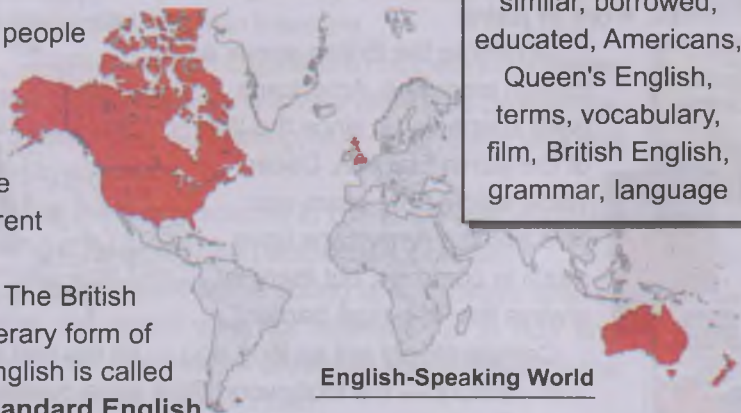 people
e
rent
The British
erary form of
nglish is called
andard English
similar, borrowed,
educated, Americans,
Queen's English,
terms, vocabulary,
film, British English,
grammar, language
English-Speaking World